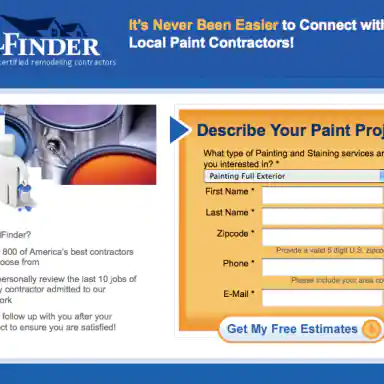 -FINDER
certified remodeling contractors
It's Never Been Easier to Connect with
Local Paint Contractors!
Describe Your Paint Proj
What type of Painting and Staining services ar
you interested in? *
Painting Full Exterior
First Name *
Last Name *
Zipcode *
Provide a valid 5 digit U.S. zipco
Phone *
Please include your area co
E-Mail *
Get My Free Estimates
Finder?
800 of America's best contractors
oose from
ersonally review the last 10 jobs of
y contractor admitted to our
ork
follow up with you after your
ct to ensure you are satisfied!